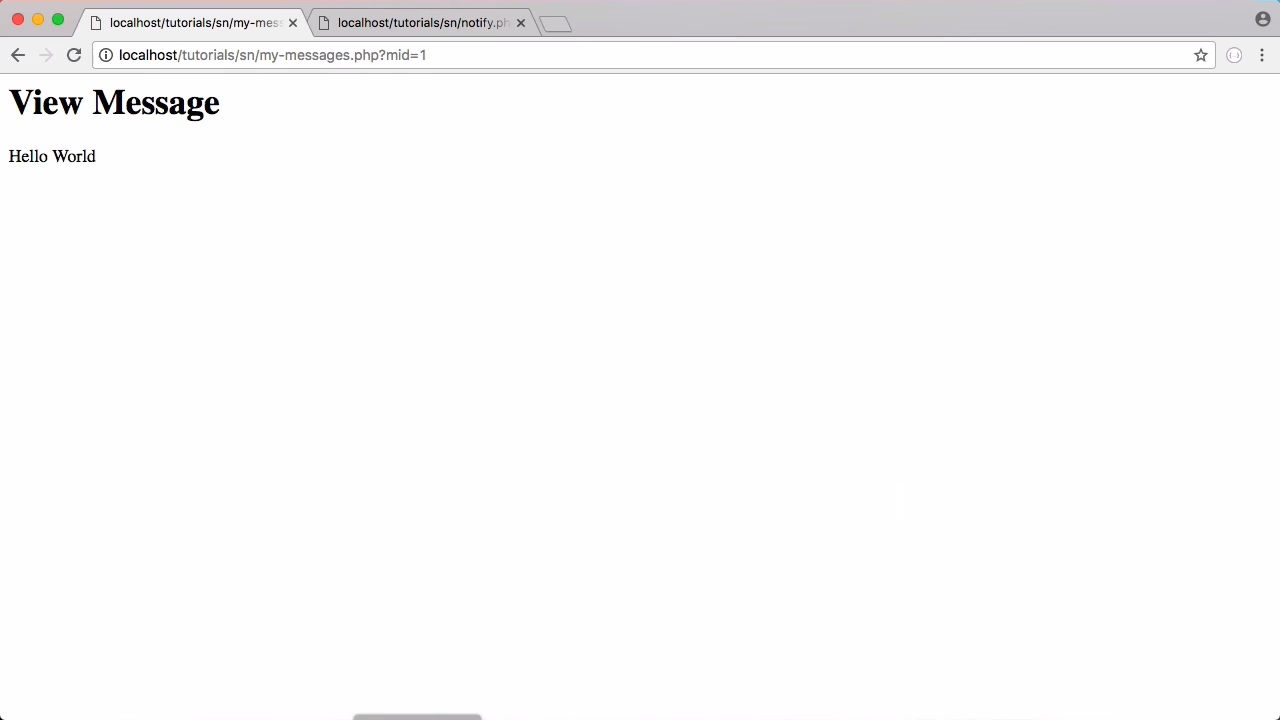 localhost/tutorials/sn/my-mess
localhost/tutorials/sn/notify.ph
localhost/tutorials/sn/my-messages.php?mid=1
View Message
Hello World